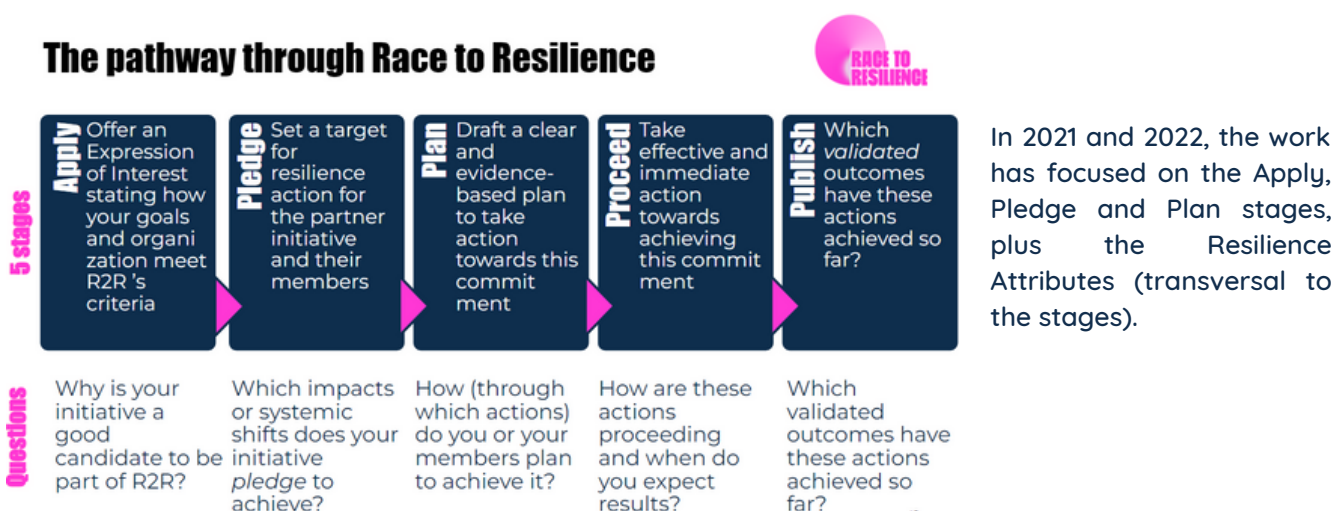 The pathway through Race to Resilience
RACE TO
RESILIENCE
5 stages
Apply
Offer an
Expression
of Interest
stating how
your goals
and organi
zation meet
R2R 's
criteria
Pledge
Set a target
for
resilience
action for
the partner
initiative
and their
members
Plan
Draft a clear
and
evidence-
based plan
to take
action
towards this
commit
ment
Proceed
Take
effective and
immediate
action
towards
achieving
this commit
ment
Publish
Which
validated
outcomes
have these
actions
achieved so
far?
Questions
Why is your
initiative a
good
candidate to be
part of R2R?
Which impacts
or systemic
shifts does your
initiative
pledge to
achieve?
How (through
which actions)
do you or your
members plan
to achieve it?
How are these
actions
proceeding
and when do
you expect
results?
Which
validated
outcomes have
these actions
achieved so
far?
In 2021 and 2022, the work
has focused on the Apply,
Pledge and Plan stages,
plus the Resilience
Attributes (transversal to
the stages).